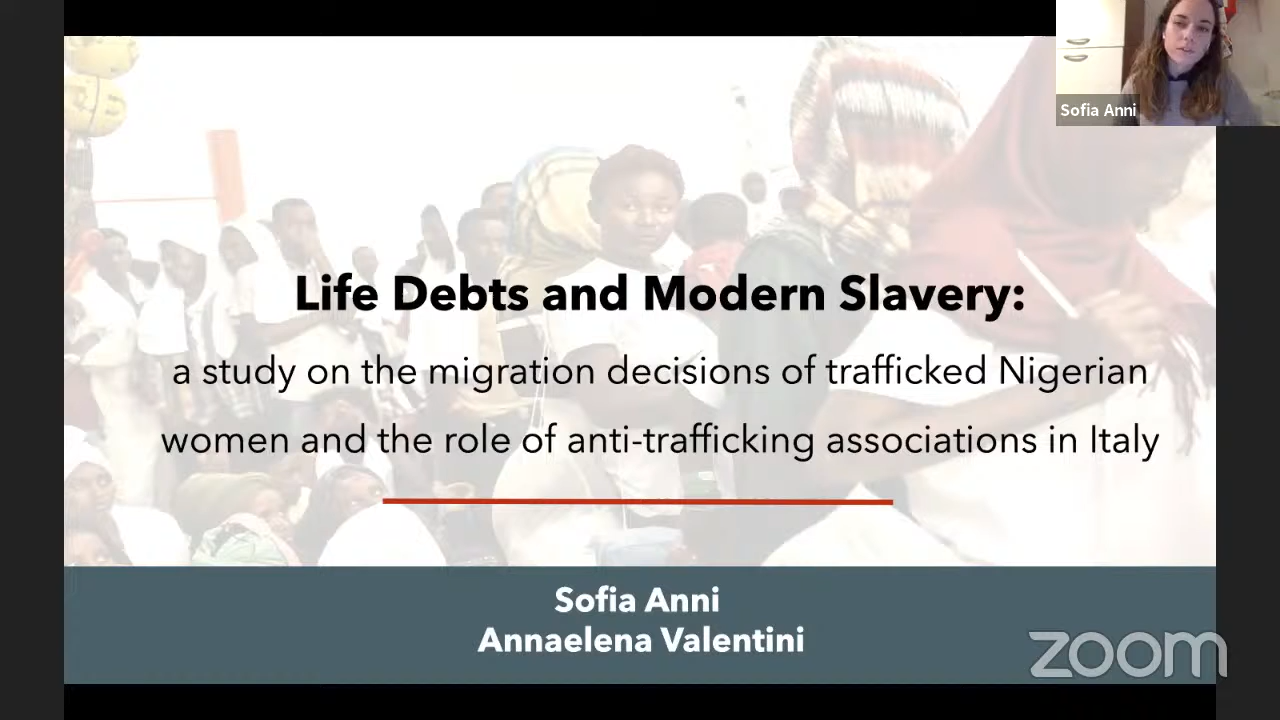 Sofia Anni
Life Debts and Modern Slavery:
a study on the migration decisions of trafficked Nigerian
women and the role of anti-trafficking associations in Italy
Sofia Anni
Annaelena Valentini
zoom